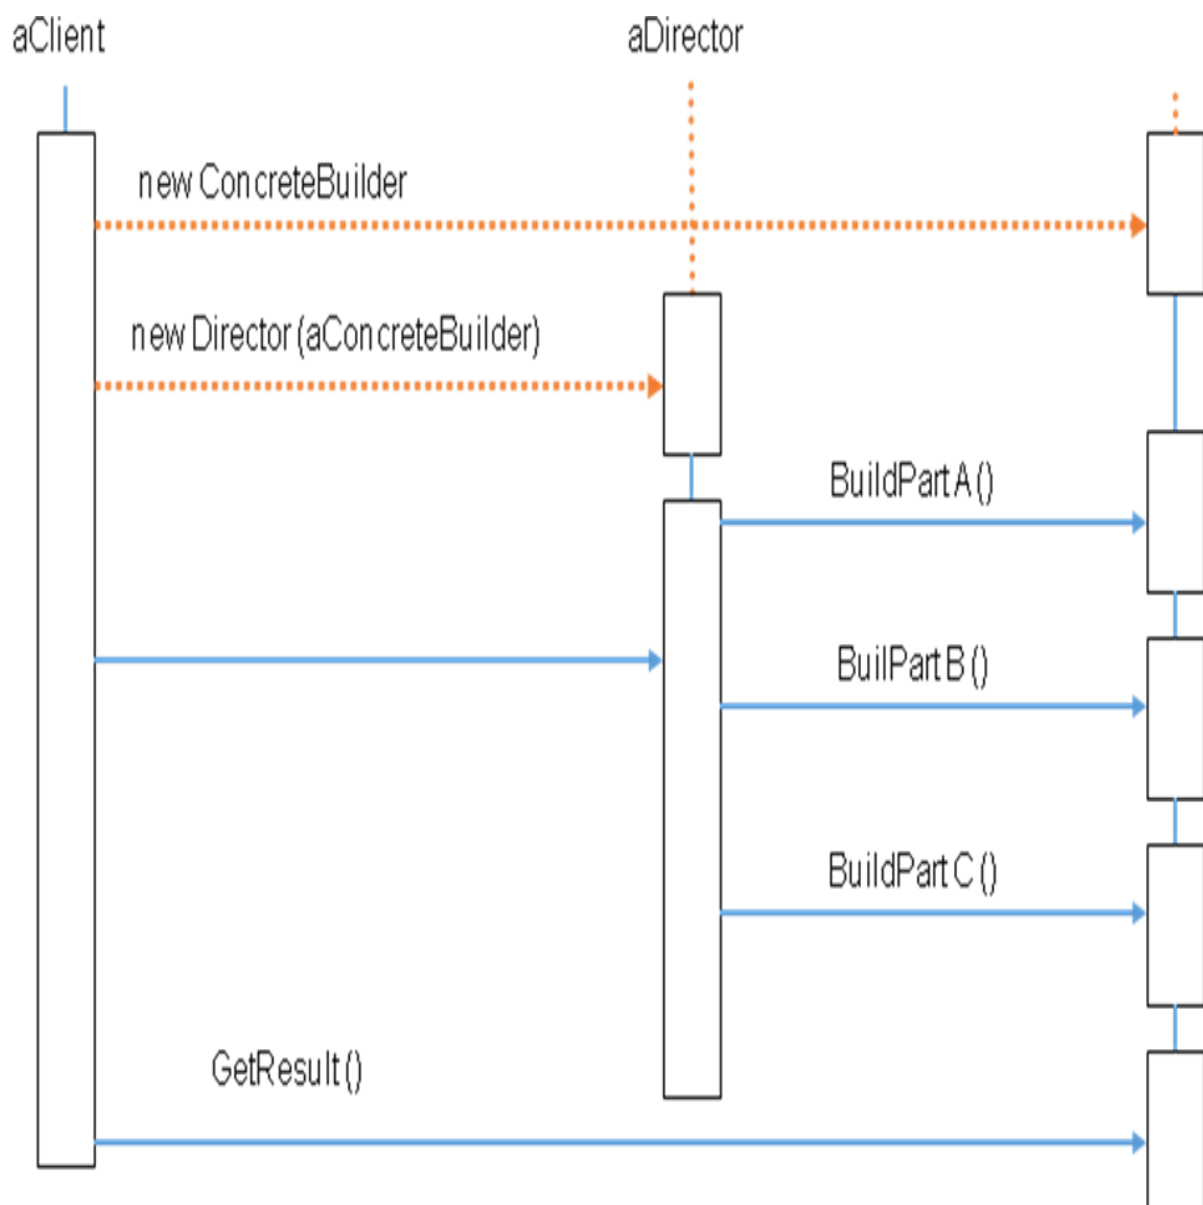 aClient
aDirector
new ConcreteBuilder
new Director (aConcreteBuilder)
BuildPart A ()
BuilPart B ()
BuildPart C ()
GetResult ()